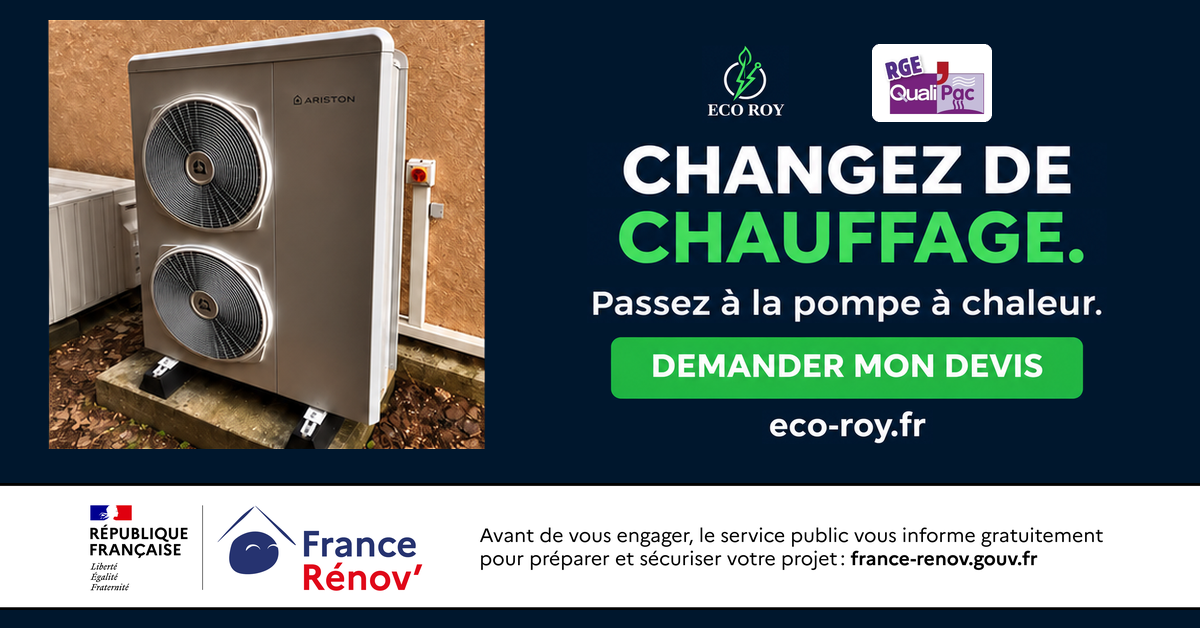 ARISTON
ECO ROY
RGE
QualiPac
CHANGEZ DE
CHAUFFAGE.
Passez à la pompe à chaleur.
DEMANDER MON DEVIS
eco-roy.fr
RÉPUBLIQUE
FRANÇAISE
Liberté
Égalité
Fraternité
France
Rénov’
Avant de vous engager, le service public vous informe gratuitement
pour préparer et sécuriser votre projet : france-renov.gouv.fr